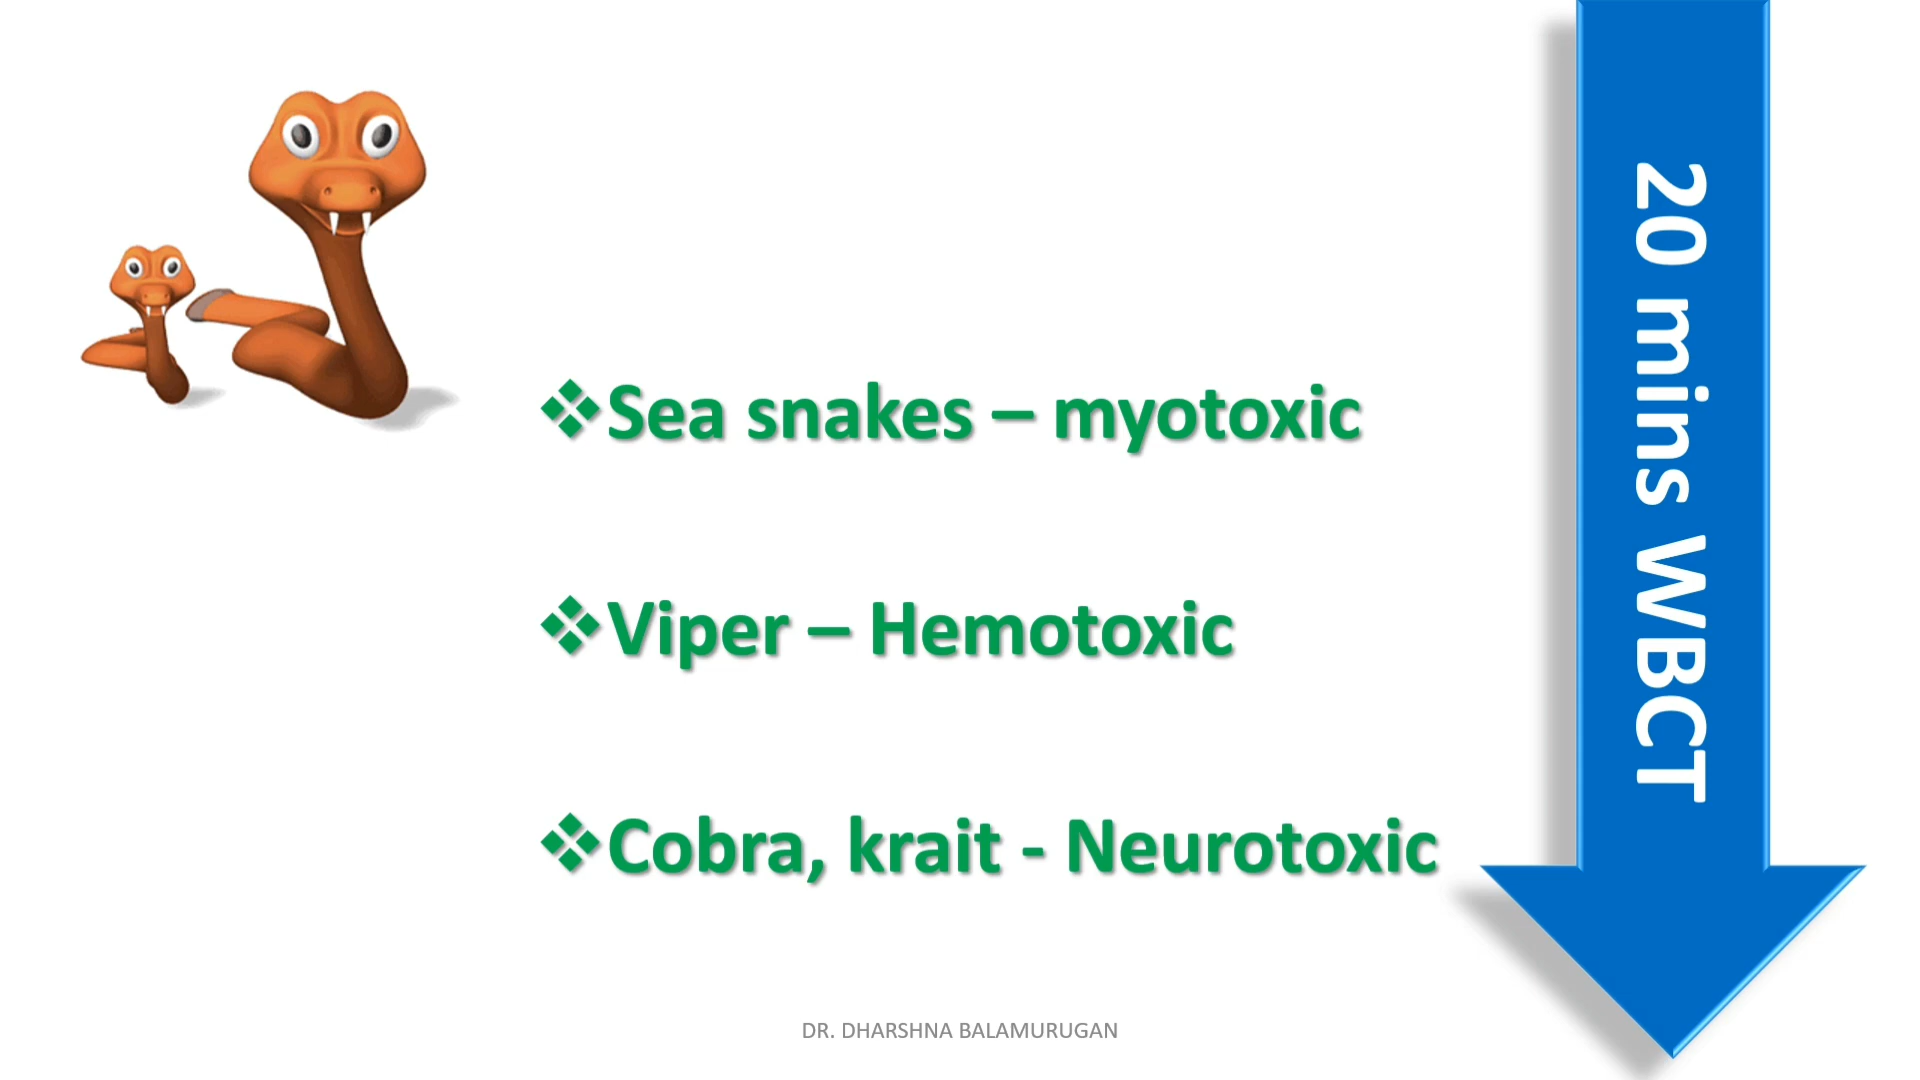 ❖Sea snakes – myotoxic
❖Viper – Hemotoxic
❖Cobra, krait - Neurotoxic
20 mins WBCT
DR. DHARSHNA BALAMURUGAN